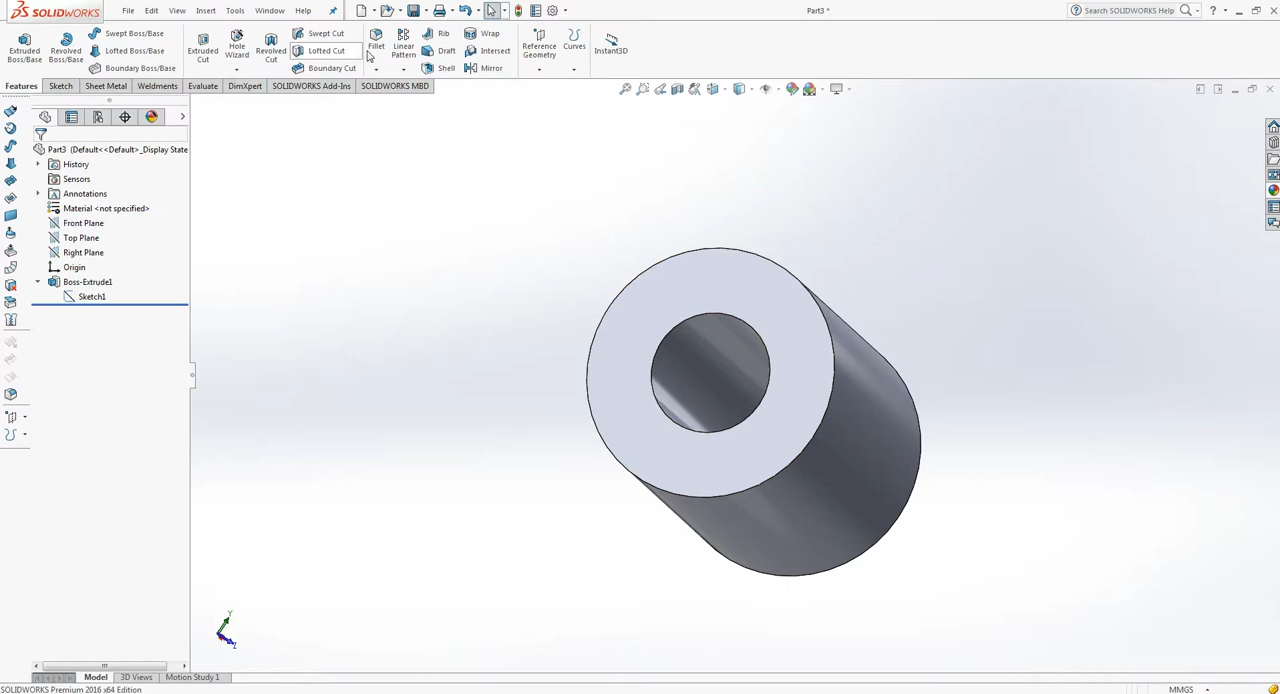 SOLIDWORKS File Edit View Insert Tools Window Help Part3 * Search SOLIDWORKS Help
Extruded Boss/Base
Revolved Boss/Base
Swept Boss/Base
Lofted Boss/Base
Boundary Boss/Base
Extruded Cut
Hole Wizard
Revolved Cut
Swept Cut
Lofted Cut
Boundary Cut
Fillet
Linear Pattern
Rib
Draft
Shell
Wrap
Intersect
Mirror
Reference Geometry
Curves
Instant3D
Features Sketch Sheet Metal Weldments Evaluate DimXpert SOLIDWORKS Add-Ins SOLIDWORKS MBD
Part3 (Default<<Default>_Display State
History
Sensors
Annotations
Material <not specified>
Front Plane
Top Plane
Right Plane
Origin
Boss-Extrude1
Sketch1
Y
Z
Model 3D Views Motion Study 1
SOLIDWORKS Premium 2016 x64 Edition MMGS